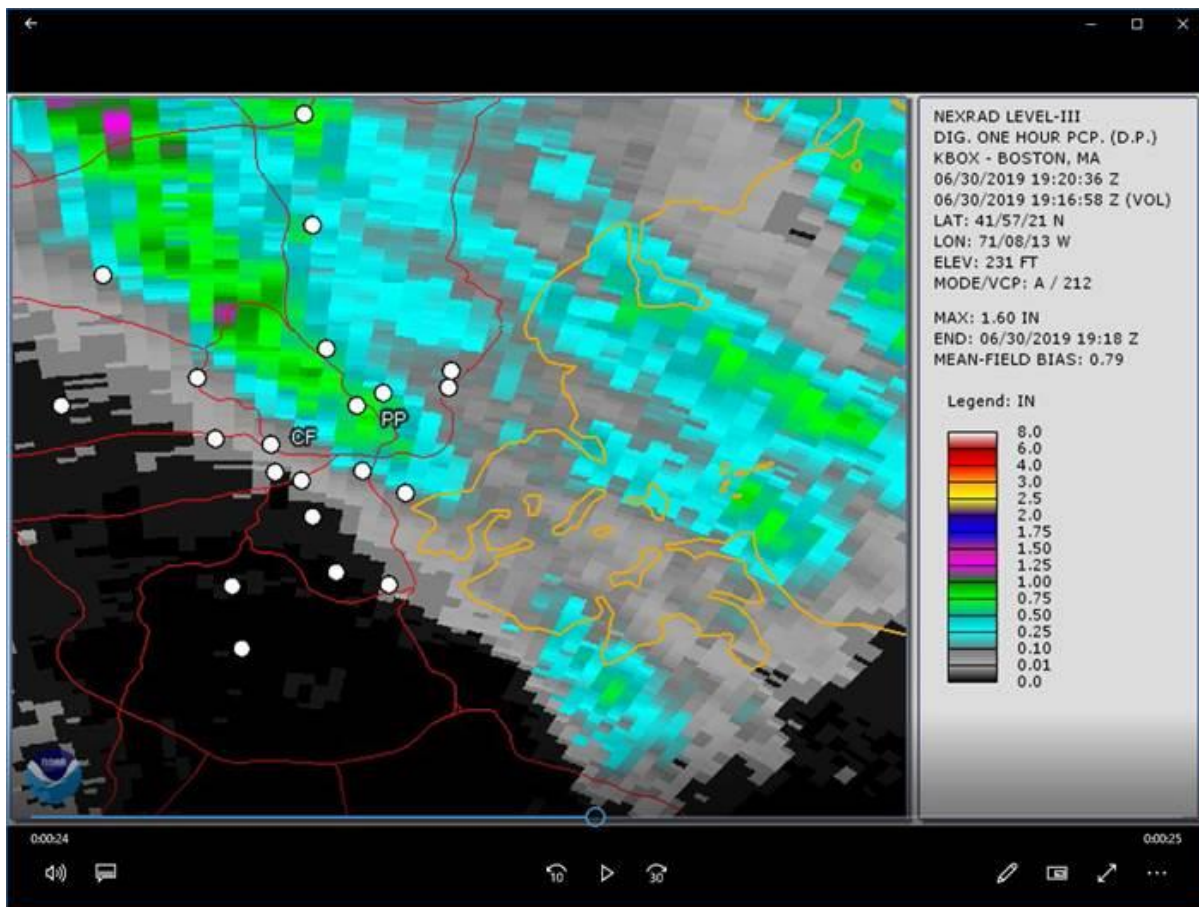 NEXRAD LEVEL-III
DIG. ONE HOUR PCP. (D.P.)
KBOX - BOSTON, MA
06/30/2019 19:20:36 Z
06/30/2019 19:16:58 Z (VOL)
LAT: 41/57/21 N
LON: 71/08/13 W
ELEV: 231 FT
MODE/VCP: A / 212
MAX: 1.60 IN
END: 06/30/2019 19:18 Z
MEAN-FIELD BIAS: 0.79
Legend: IN
8.0
6.0
4.0
3.0
2.5
2.0
1.75
1.50
1.25
1.00
0.75
0.50
0.25
0.10
0.01
0.0
PP
CF
NOAA
0:00:24
0:00:25
10
30